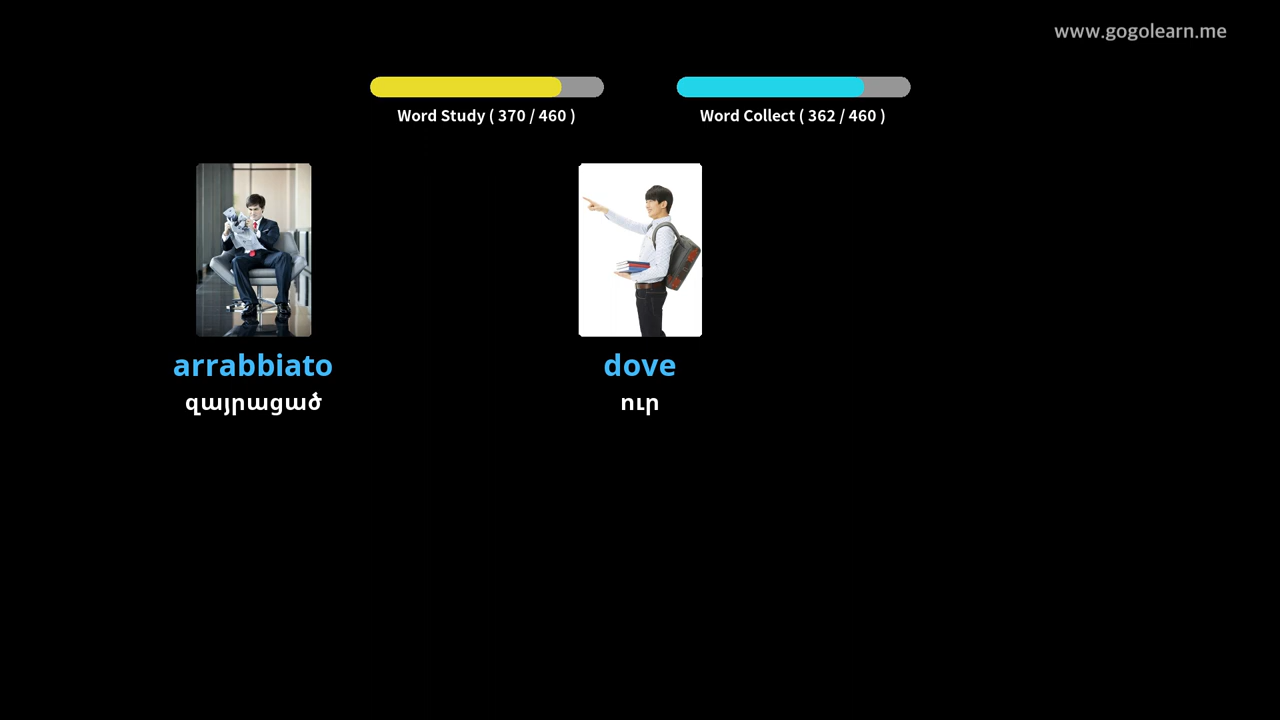 www.gogolearn.me
Word Study ( 370 / 460 )
Word Collect ( 362 / 460 )
arrabbiato
զայրացած
dove
ուր